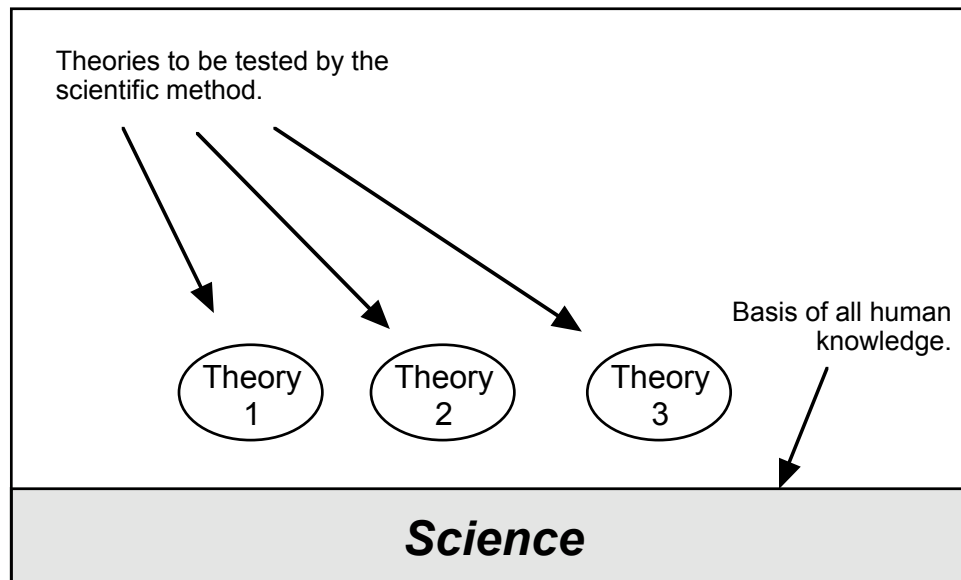 Theories to be tested by the
scientific method.
Basis of all human
knowledge.
Theory
1
Theory
2
Theory
3
Science